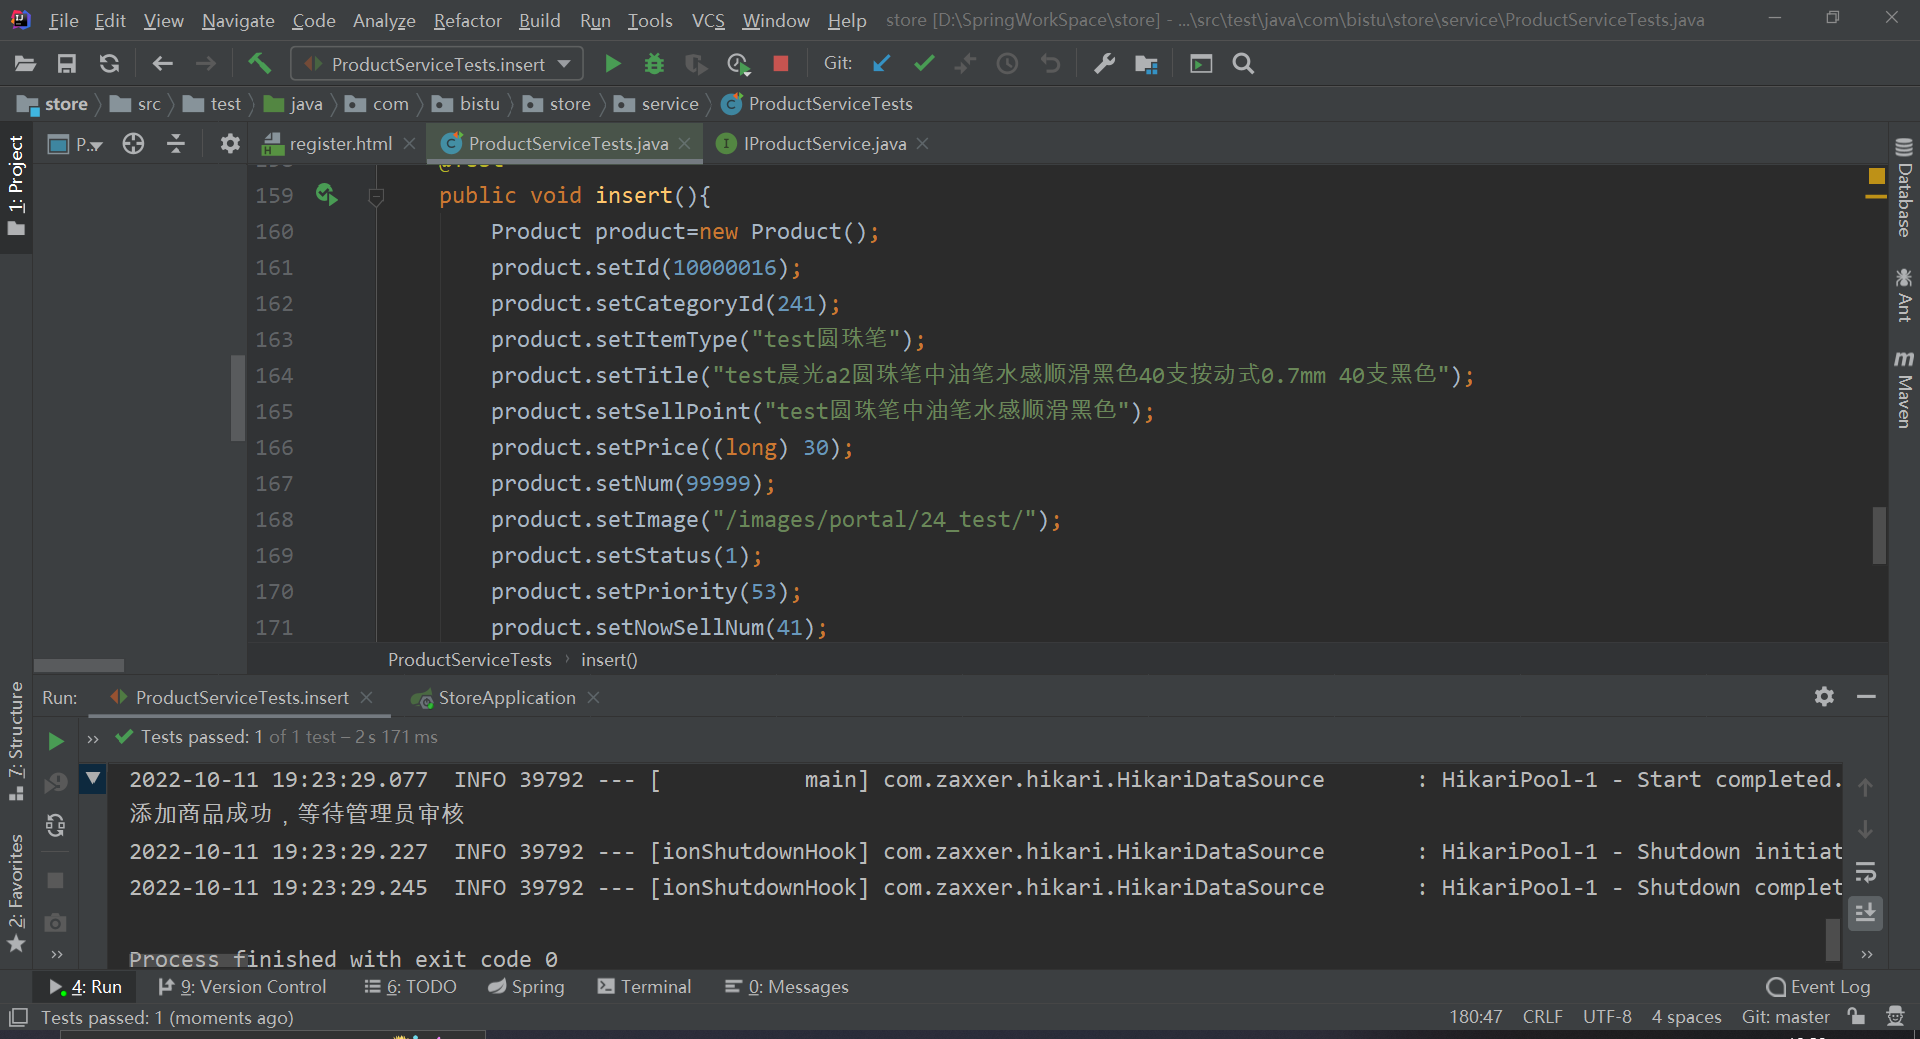 File Edit View Navigate Code Analyze Refactor Build Run Tools VCS Window Help store [D:\SpringWorkSpace\store] - ...\src\test\java\com\bistu\store\service\ProductServiceTests.java
ProductServiceTests.insert Git:
store src test java com bistu store service ProductServiceTests
P... register.html ProductServiceTests.java IProductService.java
1: Project
159 public void insert(){
160 Product product=new Product();
161 product.setId(10000016);
162 product.setCategoryId(241);
163 product.setItemType("test圆珠笔");
164 product.setTitle("test晨光a2圆珠笔中油笔水感顺滑黑色40支按动式0.7mm 40支黑色");
165 product.setSellPoint("test圆珠笔中油笔水感顺滑黑色");
166 product.setPrice((long) 30);
167 product.setNum(99999);
168 product.setImage("/images/portal/24_test/");
169 product.setStatus(1);
170 product.setPriority(53);
171 product.setNowSellNum(41);
ProductServiceTests insert()
Database
Ant
Maven
7: Structure
2: Favorites
Run: ProductServiceTests.insert StoreApplication
Tests passed: 1 of 1 test – 2 s 171 ms
2022-10-11 19:23:29.077 INFO 39792 --- [ main] com.zaxxer.hikari.HikariDataSource : HikariPool-1 - Start completed.
添加商品成功，等待管理员审核
2022-10-11 19:23:29.227 INFO 39792 --- [ionShutdownHook] com.zaxxer.hikari.HikariDataSource : HikariPool-1 - Shutdown initiat
2022-10-11 19:23:29.245 INFO 39792 --- [ionShutdownHook] com.zaxxer.hikari.HikariDataSource : HikariPool-1 - Shutdown complet
Process finished with exit code 0
4: Run 9: Version Control 6: TODO Spring Terminal 0: Messages Event Log
Tests passed: 1 (moments ago) 180:47 CRLF UTF-8 4 spaces Git: master